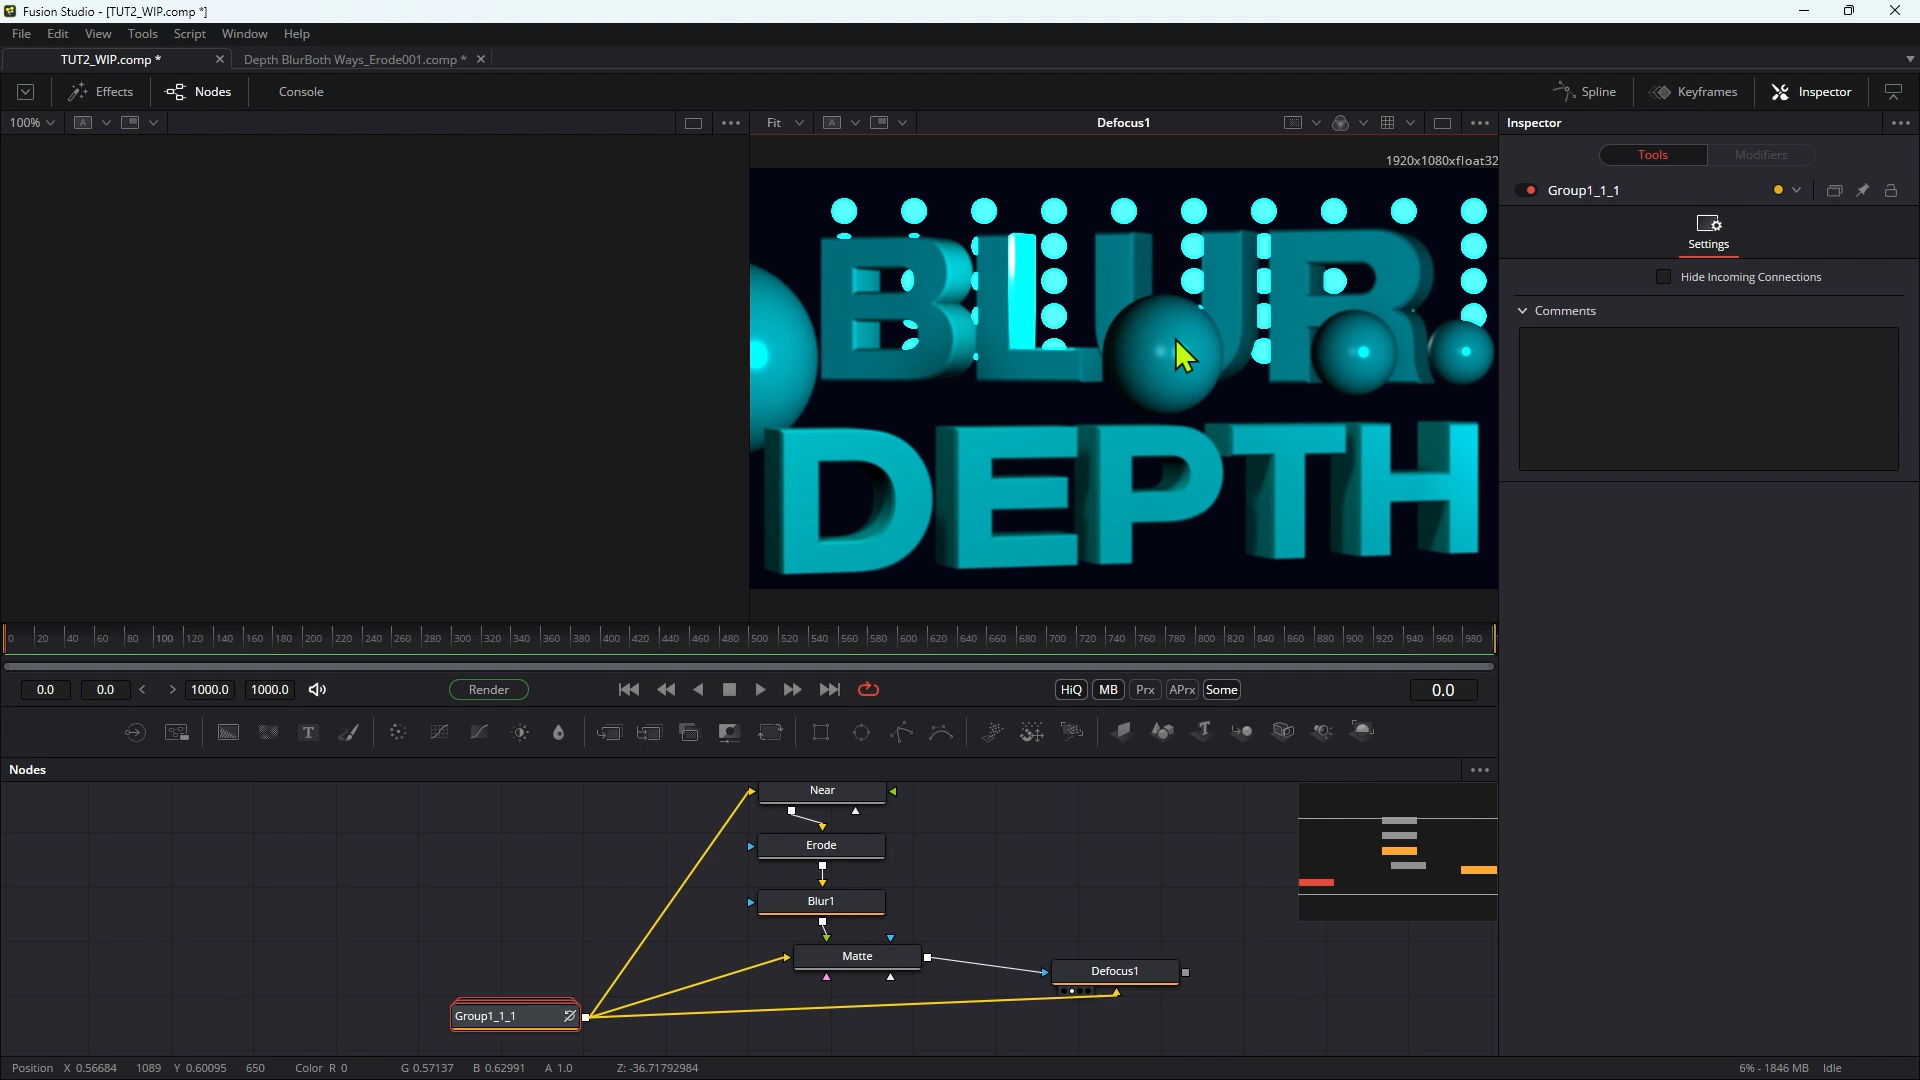 Fusion Studio - [TUT2_WIP.comp *]
File Edit View Tools Script Window Help
TUT2_WIP.comp * Depth BlurBoth Ways_Erode001.comp *
Effects Nodes Console Spline Keyframes Inspector
100% A Fit A Defocus1 Inspector
1920x1080xfloat32
Tools Modifiers
Group1_1_1
Settings
Hide Incoming Connections
Comments
BLUR
DEPTH
0 20 40 60 80 100 120 140 160 180 200 220 240 260 280 300 320 340 360 380 400 420 440 460 480 500 520 540 560 580 600 620 640 660 680 700 720 740 760 780 800 820 840 860 880 900 920 940 960 980
0.0 0.0 < > 1000.0 1000.0 Render HiQ MB Prx APrx Some 0.0
T T
Nodes
Near
Erode
Blur1
Matte
Defocus1
Group1_1_1
Position X 0.56684 1089 Y 0.60095 650 Color R 0 G 0.57137 B 0.62991 A 1.0 Z: -36.71792984 6% - 1846 MB Idle